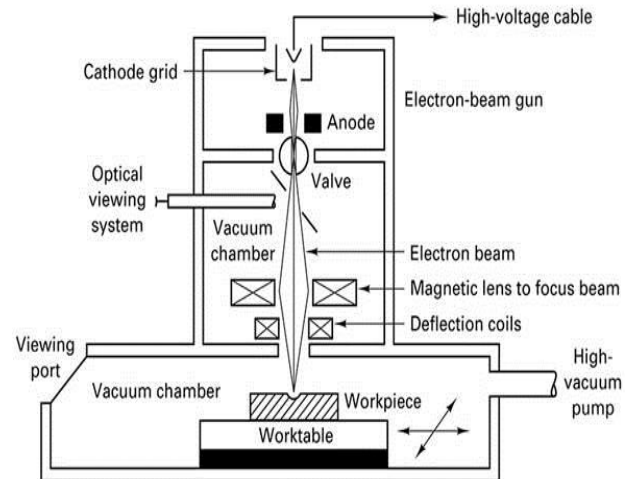 High-voltage cable
Cathode grid
Electron-beam gun
Anode
Optical
viewing
system
Valve
Vacuum
chamber
Electron beam
Magnetic lens to focus beam
Deflection coils
Viewing
port
High-
vacuum
pump
Vacuum chamber
Workpiece
Worktable